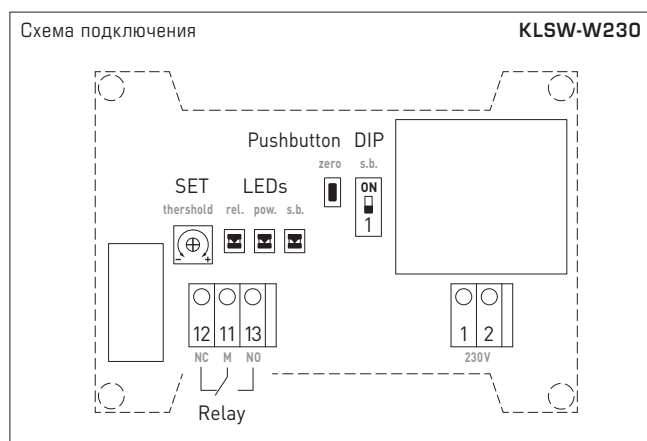 Схема подключения KLSW-W230
Pushbutton DIP
zero s.b.
SET LEDs ON
thershold rel. pow. s.b. 1
- +
12 11 13 1 2
NC M NO 230V
Relay